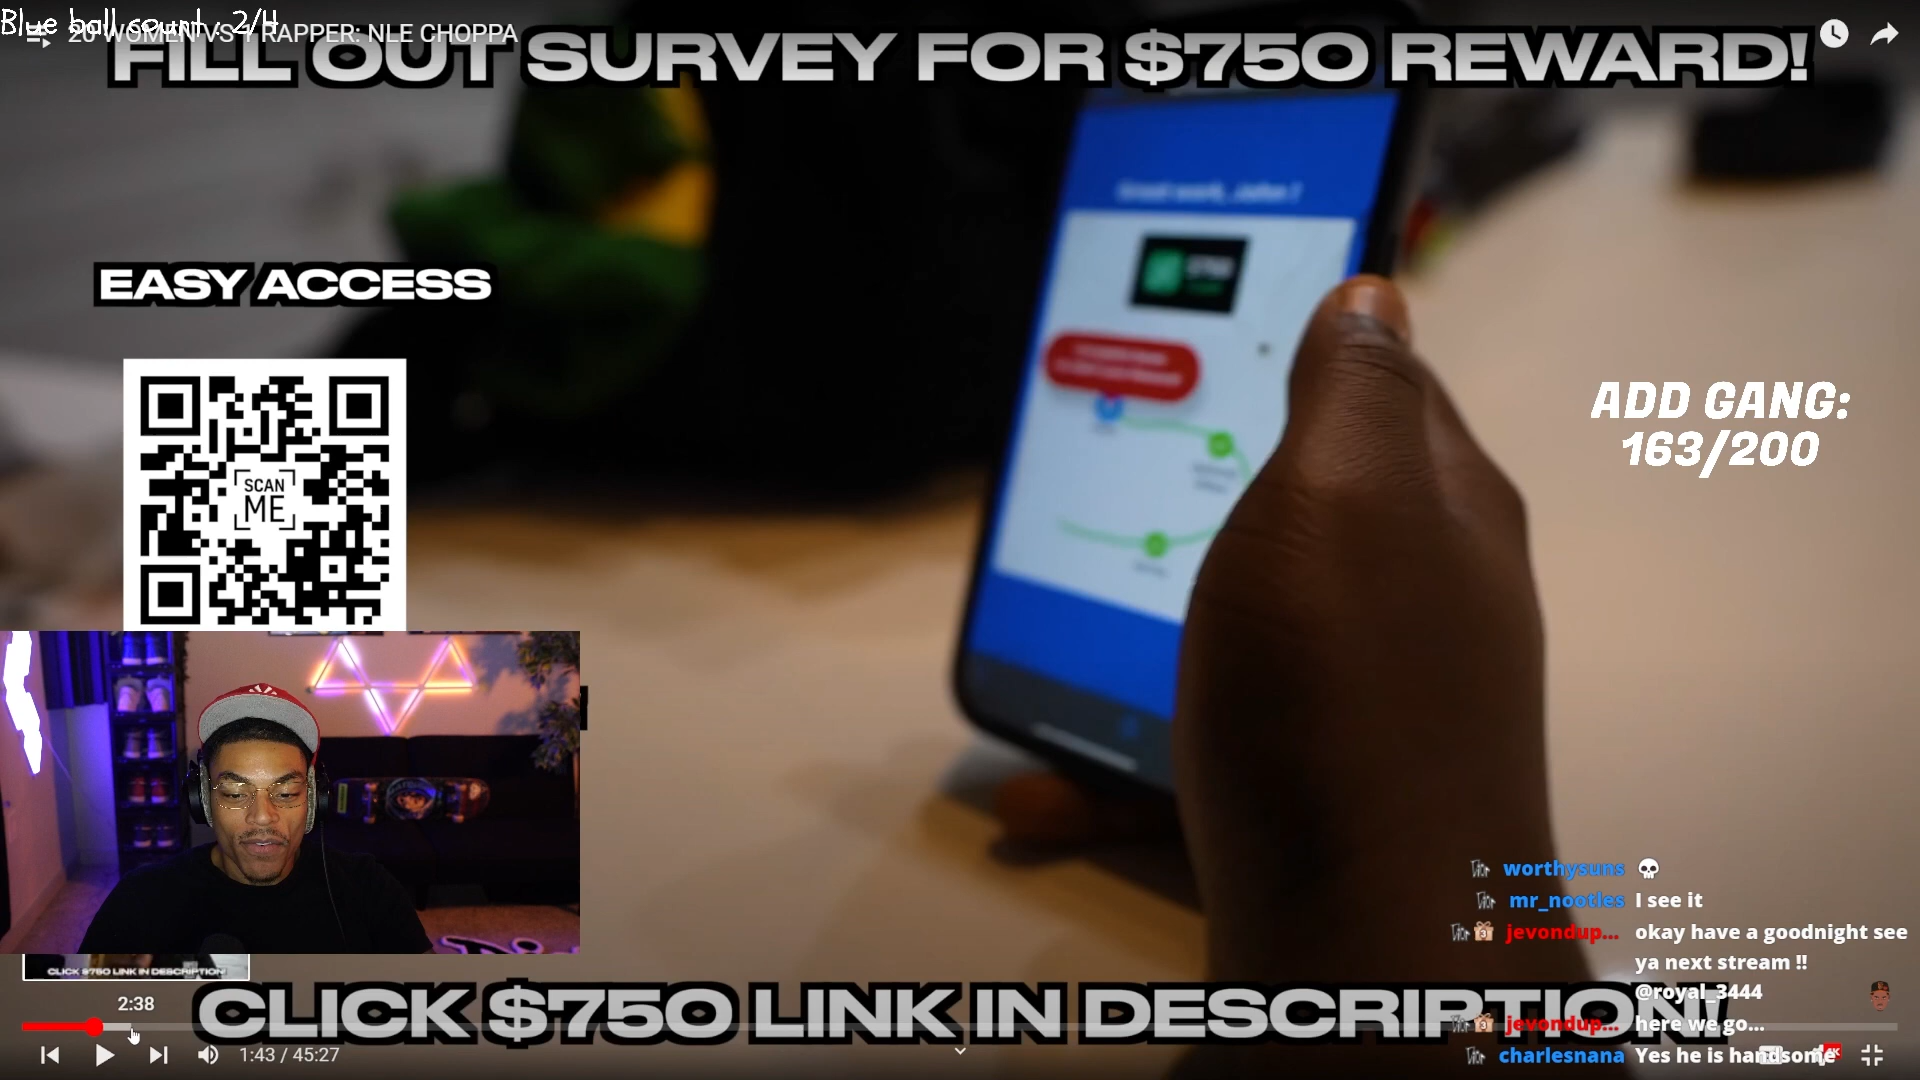 Blue ball count : 2/4
20 WOMEN VS 1 RAPPER: NLE CHOPPA
FILL OUT SURVEY FOR $750 REWARD!
Great work, John !
EASY ACCESS
SCAN
ME
ADD GANG:
163/200
worthysuns 💀
mr_nootles I see it
jevondup... okay have a goodnight see
ya next stream !!
@royal_3444
jevondup... here we go...
charlesnana Yes he is handsome
CLICK $750 LINK IN DESCRIPTION!
2:38
CLICK $750 LINK IN DESCRIPTION!
1:43 / 45:27